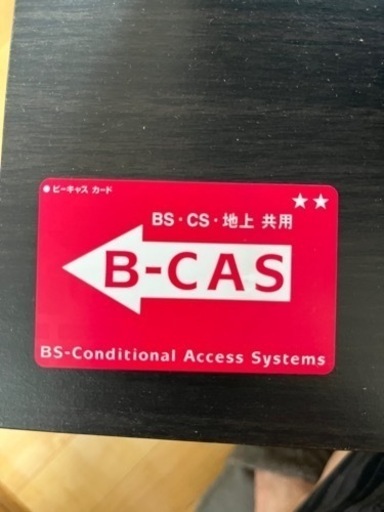 ● ビーキャス カード
★★
BS・CS・地上 共用
B-CAS
BS-Conditional Access Systems